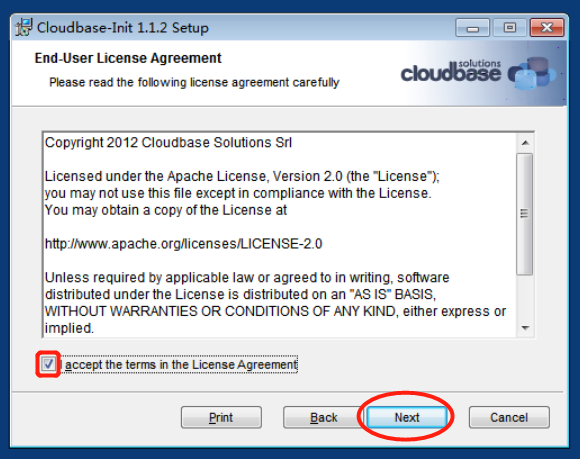 Cloudbase-Init 1.1.2 Setup
End-User License Agreement
Please read the following license agreement carefully
solutions
cloudbase
Copyright 2012 Cloudbase Solutions Srl
Licensed under the Apache License, Version 2.0 (the "License");
you may not use this file except in compliance with the License.
You may obtain a copy of the License at
http://www.apache.org/licenses/LICENSE-2.0
Unless required by applicable law or agreed to in writing, software
distributed under the License is distributed on an "AS IS" BASIS,
WITHOUT WARRANTIES OR CONDITIONS OF ANY KIND, either express or
implied.
I accept the terms in the License Agreement
Print Back Next Cancel